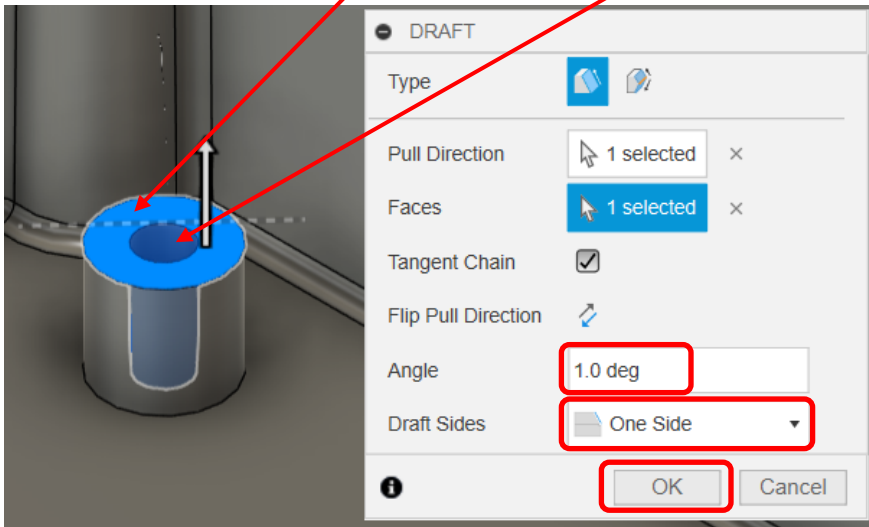 DRAFT
Type
Pull Direction 1 selected ×
Faces 1 selected ×
Tangent Chain
Flip Pull Direction
Angle 1.0 deg
Draft Sides One Side
OK Cancel